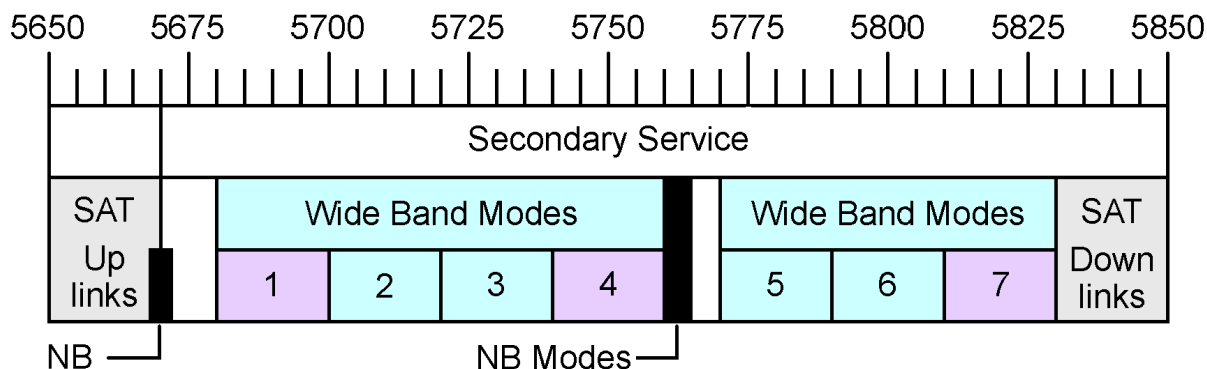 5650 5675 5700 5725 5750 5775 5800 5825 5850
Secondary Service
SAT Wide Band Modes Wide Band Modes SAT
Up links 1 2 3 4 5 6 7 Down links
NB NB Modes